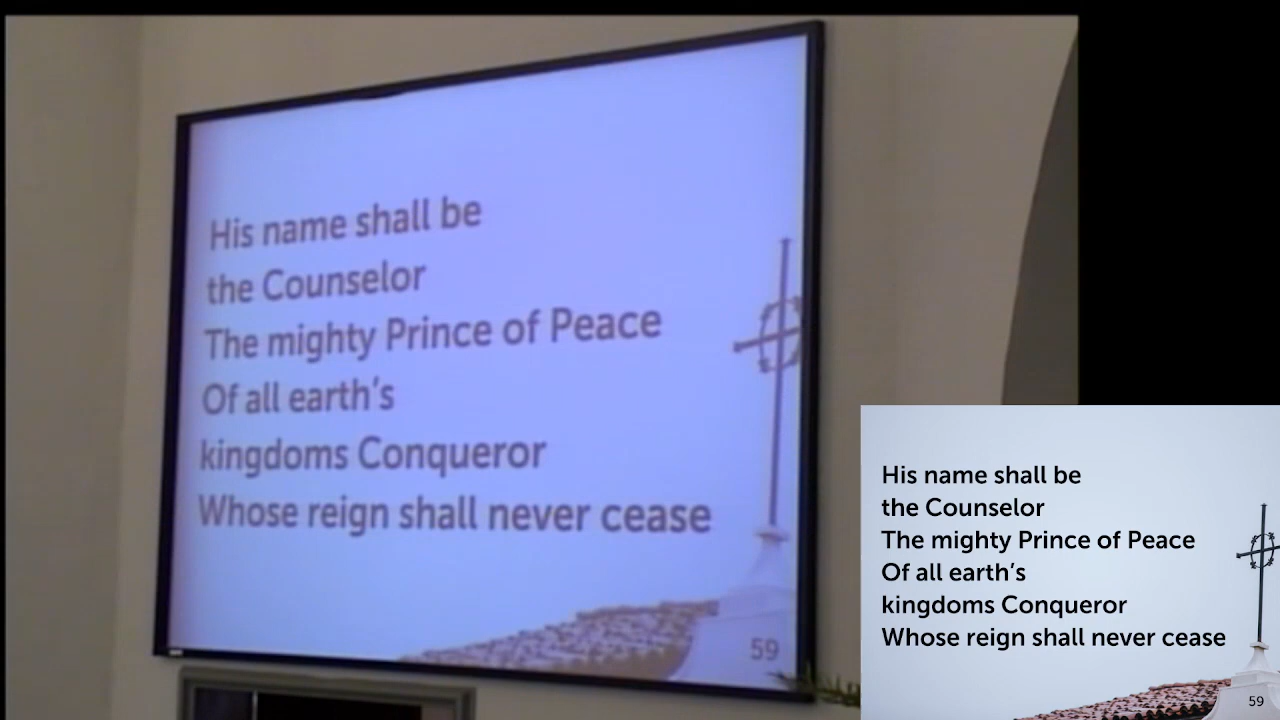 His name shall be
the Counselor
The mighty Prince of Peace
Of all earth's
kingdoms Conqueror
Whose reign shall never cease
59
His name shall be
the Counselor
The mighty Prince of Peace
Of all earth's
kingdoms Conqueror
Whose reign shall never cease
59